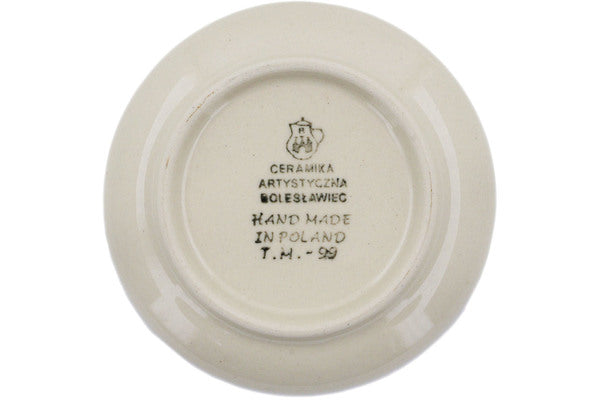 CERAMIKA
ARTYSTYCZNA
BOLESŁAWIEC
HAND MADE
IN POLAND
T.M.-99